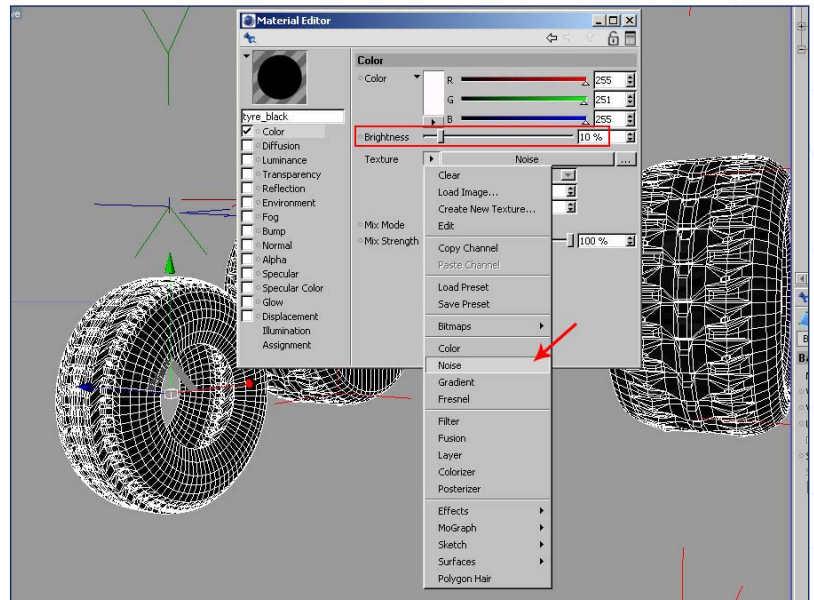 Material Editor
Color
Color
R
255
G
251
B
255
tyre_black
Color
Diffusion
Luminance
Transparency
Reflection
Environment
Fog
Bump
Normal
Alpha
Specular
Specular Color
Glow
Displacement
Illumination
Assignment
Brightness
10 %
Texture
Noise
...
Mix Mode
Mix Strength
100 %
Clear
Load Image...
Create New Texture...
Edit
Copy Channel
Paste Channel
Load Preset
Save Preset
Bitmaps
Color
Noise
Gradient
Fresnel
Filter
Fusion
Layer
Colorizer
Posterizer
Effects
MoGraph
Sketch
Surfaces
Polygon Hair